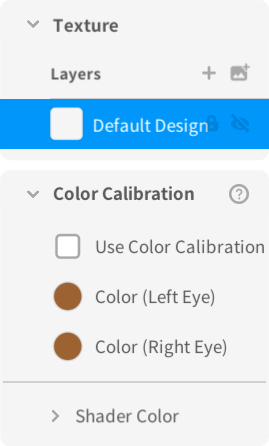 Texture
Layers
Default Design
Color Calibration
Use Color Calibration
Color (Left Eye)
Color (Right Eye)
Shader Color